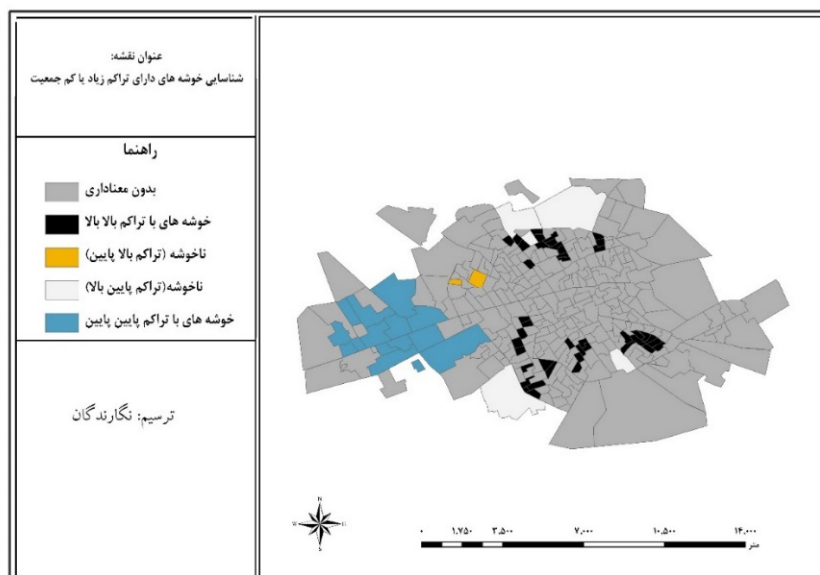 عنوان نقشه:
شناسایی خوشه های دارای تراکم زیاد یا کم جمعیت
راهنما
بدون معناداری
خوشه های با تراکم بالا بالا
ناخوشه (تراکم بالا پایین)
ناخوشه(تراکم پایین بالا)
خوشه های با تراکم پایین پایین
ترسیم: نگارندگان
N
W E
S
۰ ۱.۷۵۰ ۳.۵۰۰ ۷.۰۰۰ ۱۰.۵۰۰ ۱۴.۰۰۰
متر